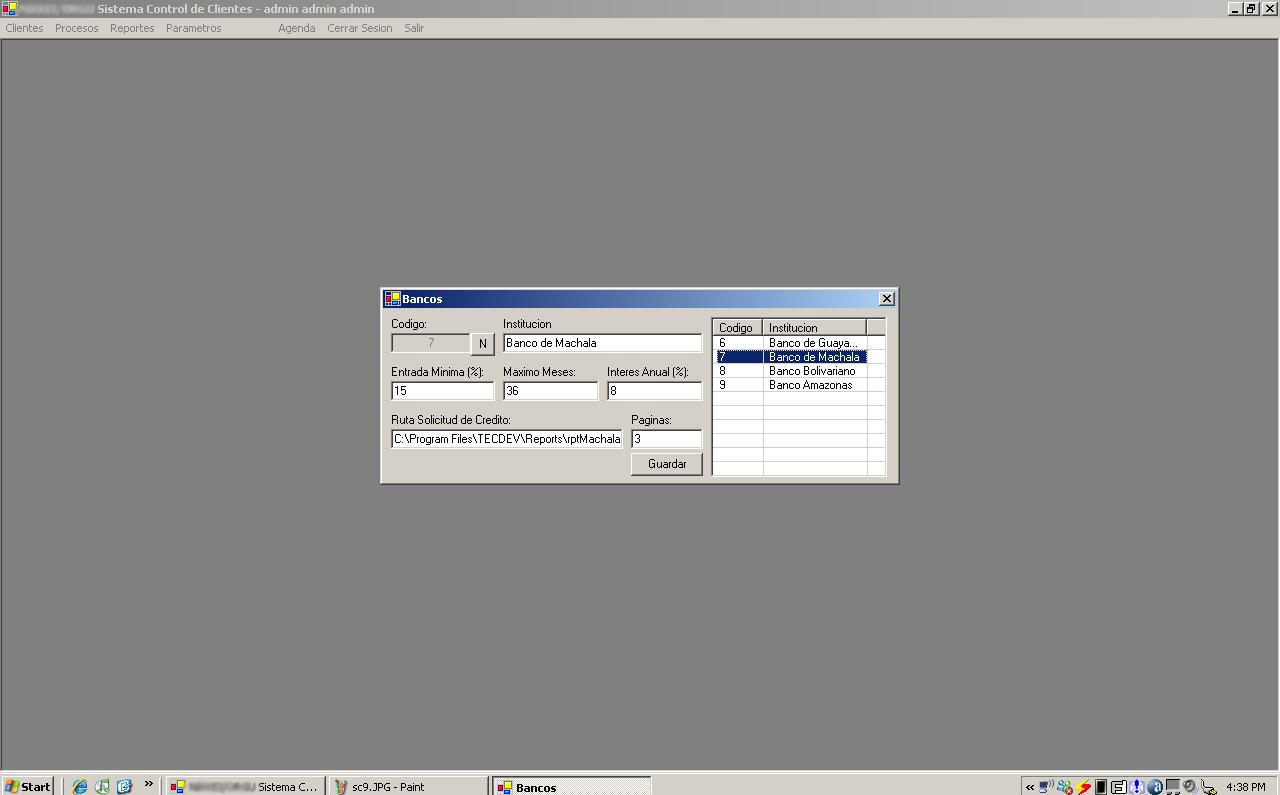 Sistema Control de Clientes - admin admin admin
Clientes Procesos Reportes Parametros Agenda Cerrar Sesion Salir
Bancos
Codigo: Institucion
7 N Banco de Machala
Entrada Minima (%): Maximo Meses: Interes Anual (%):
15 36 8
Ruta Solicitud de Credito: Paginas:
C:\Program Files\TECDEV\Reports\rptMachala 3
Guardar
Codigo Institucion
6 Banco de Guaya...
7 Banco de Machala
8 Banco Bolivariano
9 Banco Amazonas
Start Sistema C... sc9.JPG - Paint Bancos 4:38 PM